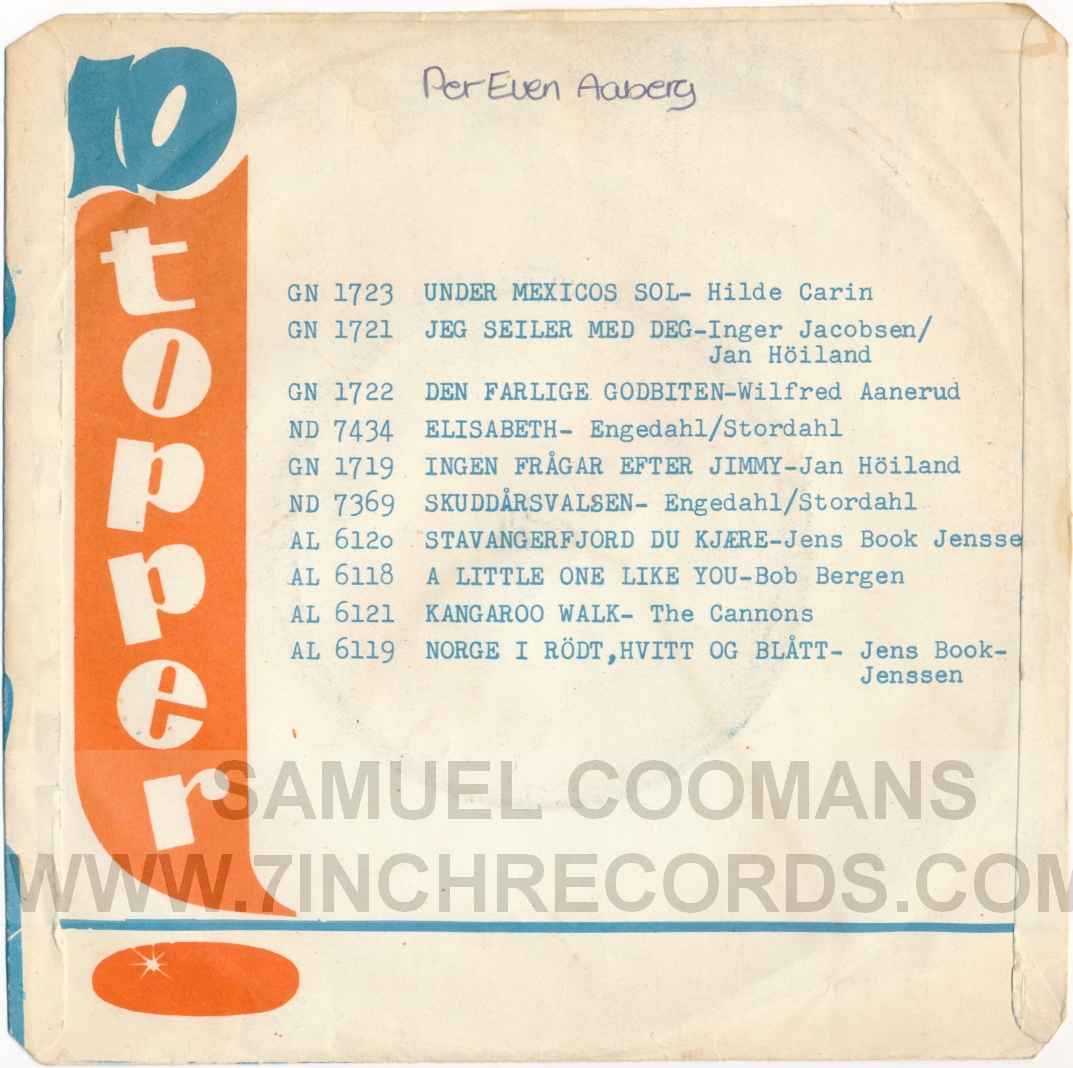 Per Even Aaberg
10
topper
GN 1723 UNDER MEXICOS SOL- Hilde Carin
GN 1721 JEG SEILER MED DEG-Inger Jacobsen/
Jan Höiland
GN 1722 DEN FARLIGE GODBITEN-Wilfred Aanerud
ND 7434 ELISABETH- Engedahl/Stordahl
GN 1719 INGEN FRÅGAR EFTER JIMMY-Jan Höiland
ND 7369 SKUDDÅRSVALSEN- Engedahl/Stordahl
AL 6120 STAVANGERFJORD DU KJÆRE-Jens Book Jensse
AL 6118 A LITTLE ONE LIKE YOU-Bob Bergen
AL 6121 KANGAROO WALK- The Cannons
AL 6119 NORGE I RÖDT,HVITT OG BLÅTT- Jens Book-
Jenssen
SAMUEL COOMANS
WWW.7INCHRECORDS.COM